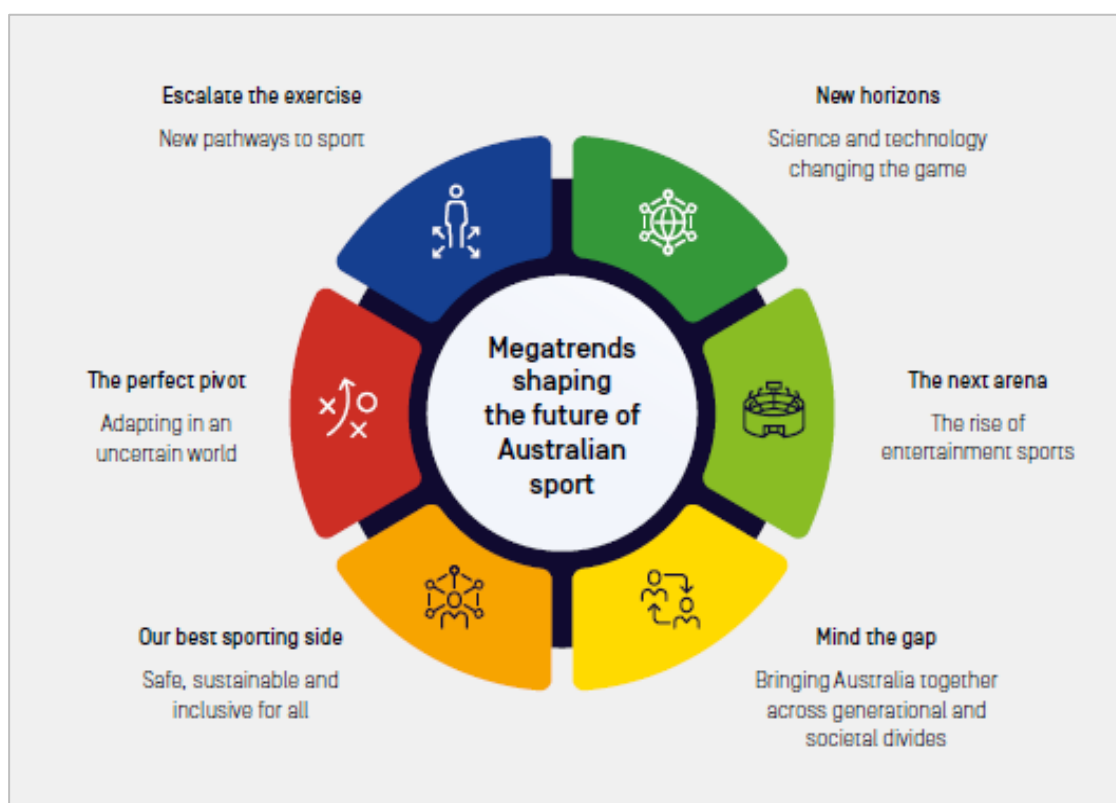 Escalate the exercise
New pathways to sport
New horizons
Science and technology
changing the game
The perfect pivot
Adapting in an
uncertain world
Megatrends
shaping
the future of
Australian
sport
The next arena
The rise of
entertainment sports
Our best sporting side
Safe, sustainable and
inclusive for all
Mind the gap
Bringing Australia together
across generational and
societal divides